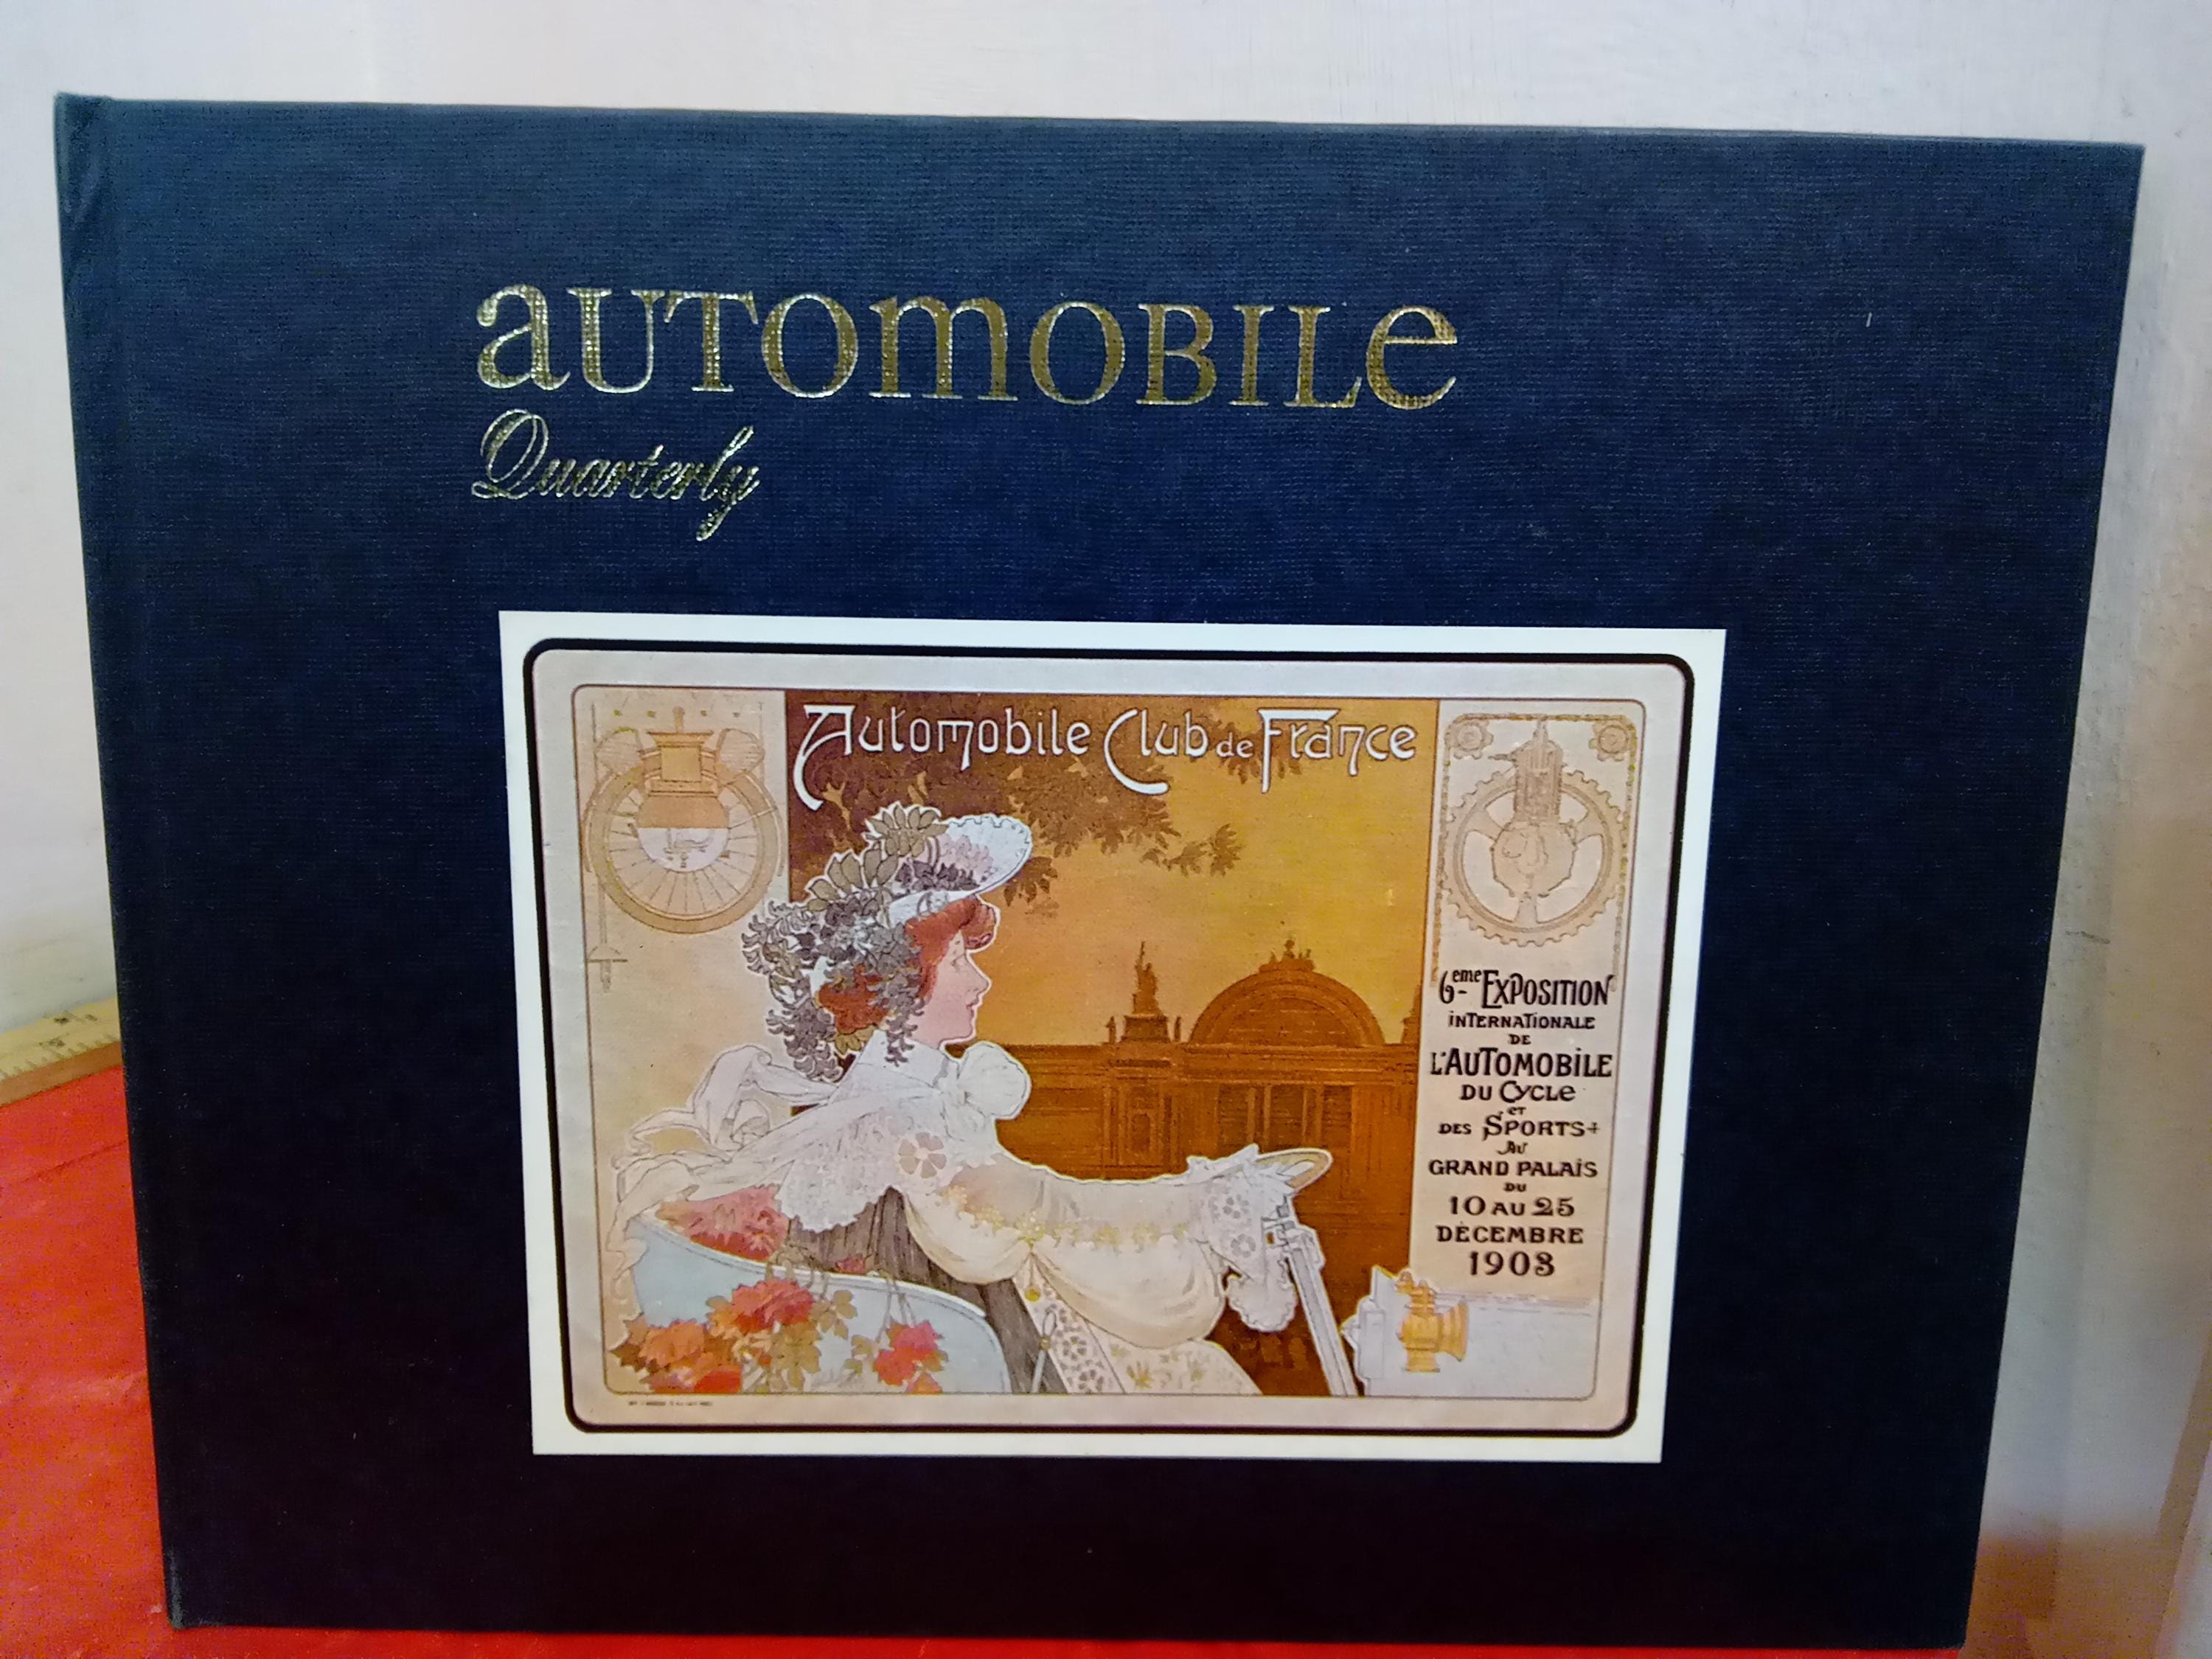 aUTOmOBILe
Quarterly
Automobile Club de France
6eme EXPOSITION
iNTERNATIONALE
DE
L'AUTOMOBiLE
DU CYCLe
ET
DES SPORTS+
AU
GRAND PALAiS
DU
10 AU 25
DÉCEMBRE
1903